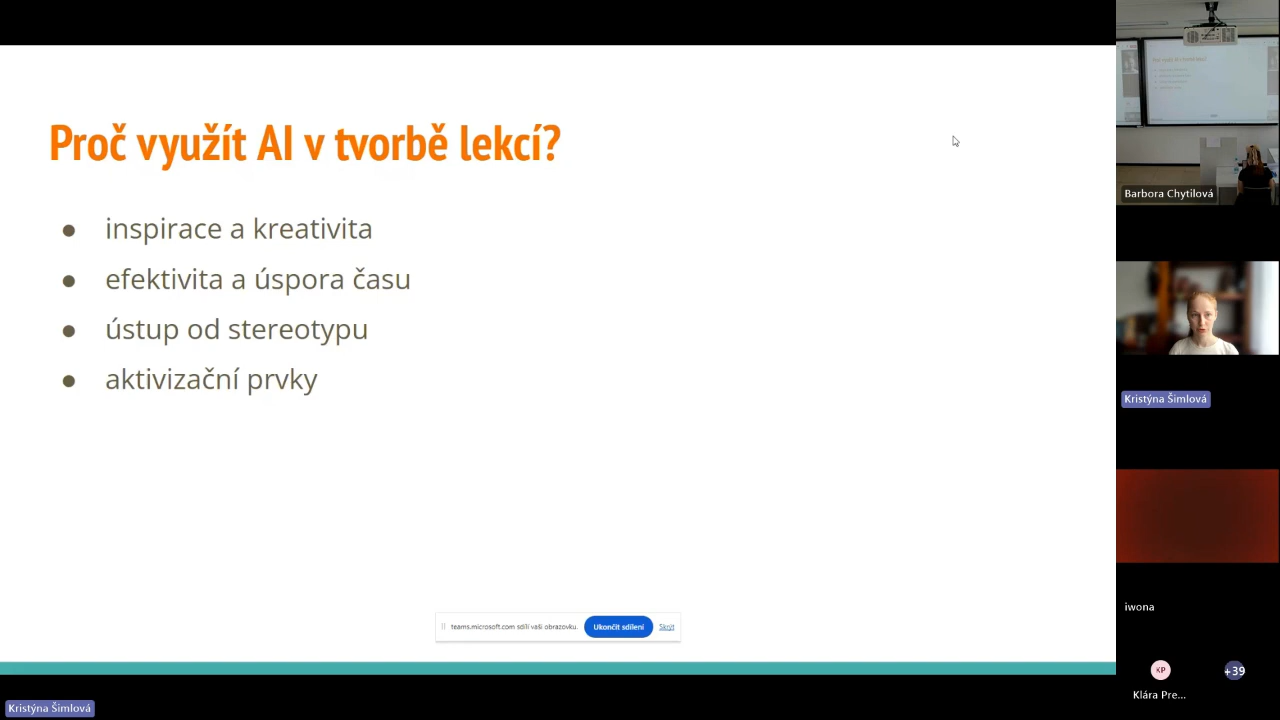 Proč využít AI v tvorbě lekcí?
● inspirace a kreativita
● efektivita a úspora času
● ústup od stereotypu
● aktivizační prvky
teams.microsoft.com sdílí vaši obrazovku.
Ukončit sdílení
Skrýt
Kristýna Šimlová
Barbora Chytilová
Kristýna Šimlová
iwona
KP
+39
Klára Pre...